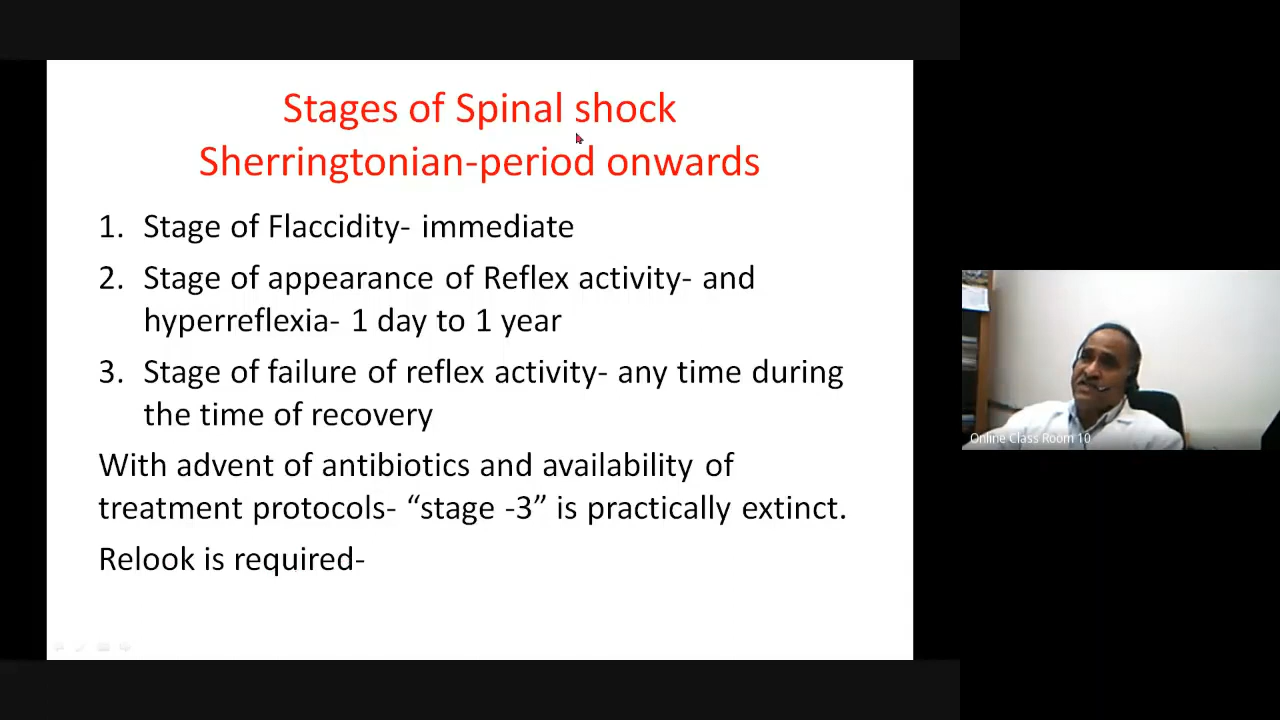 Stages of Spinal shock
Sherringtonian-period onwards
1. Stage of Flaccidity- immediate
2. Stage of appearance of Reflex activity- and
hyperreflexia- 1 day to 1 year
3. Stage of failure of reflex activity- any time during
the time of recovery
With advent of antibiotics and availability of
treatment protocols- “stage -3” is practically extinct.
Relook is required-
Online Class Room 10